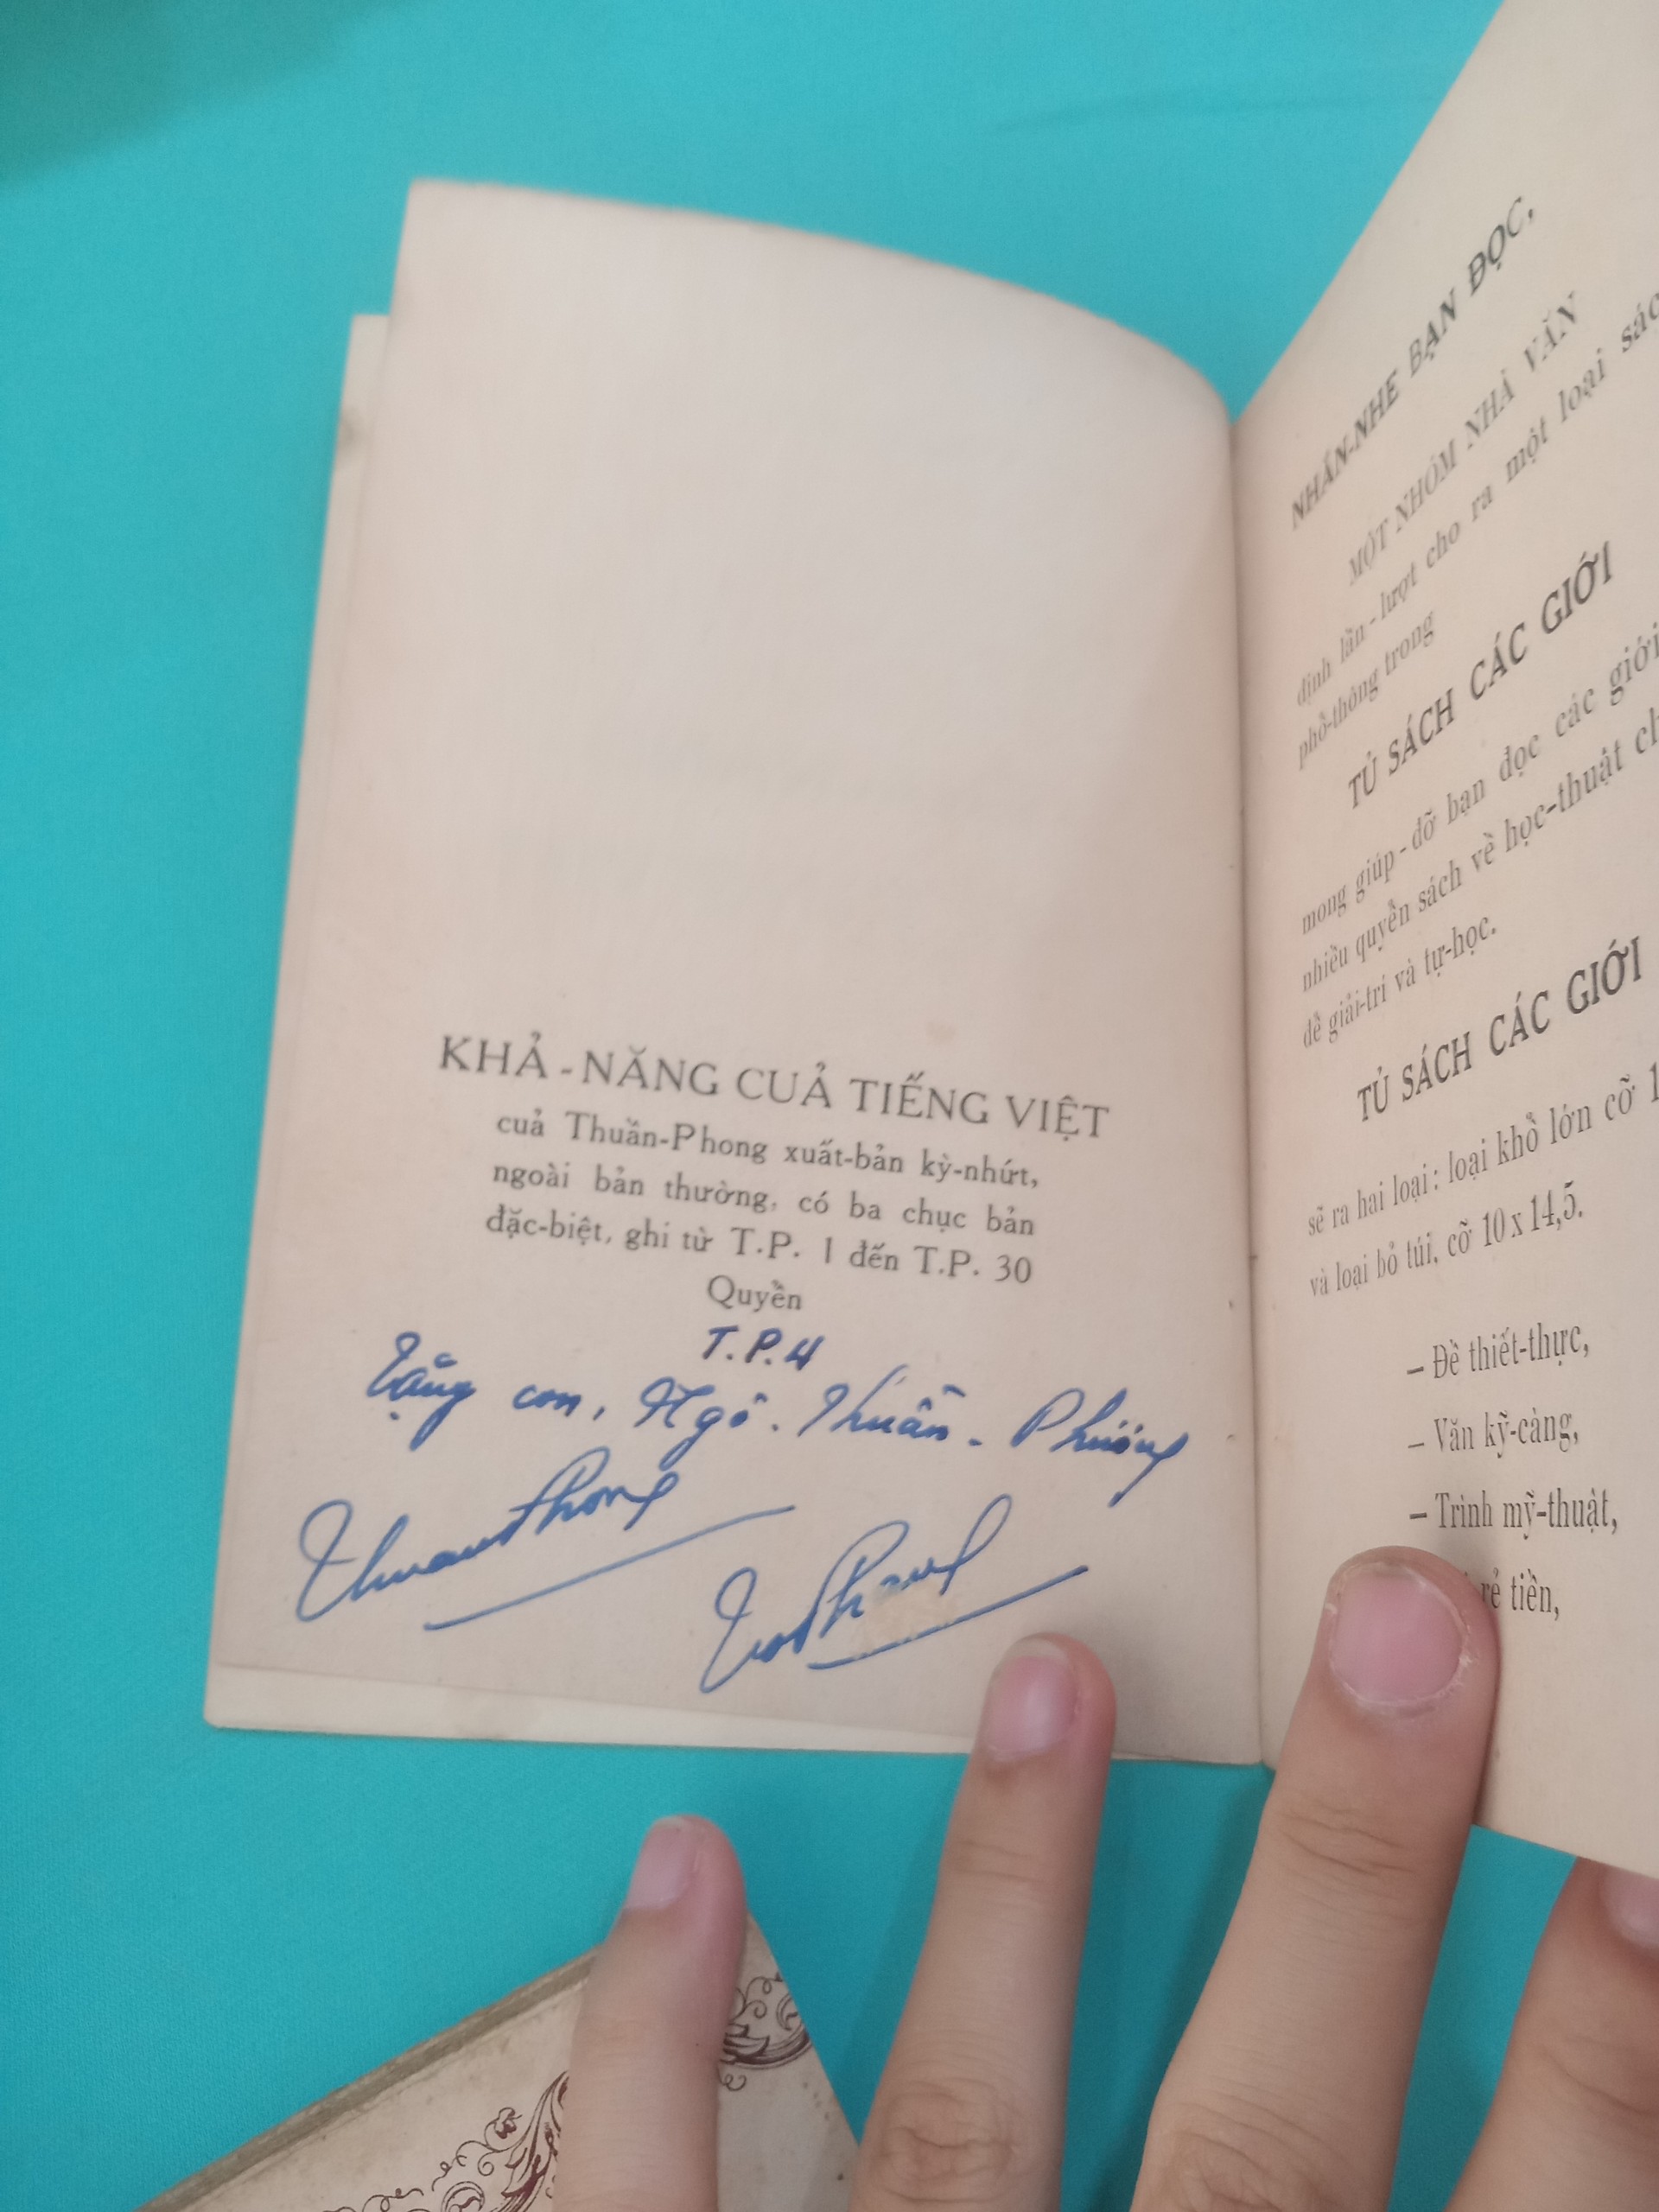 KHẢ-NĂNG CUẢ TIẾNG VIỆT
cuả Thuần-Phong xuất-bản kỳ-nhứt,
ngoài bản thường, có ba chục bản
đặc-biệt, ghi từ T.P. 1 đến T.P. 30
Quyền
T.P.4
Tặng con, Ngô-Thuần-Phương
Thuanphong
NHẮN-NHE BẠN ĐỌC,
MỘT NHÓM NHÀ VĂN
định lần-lượt cho ra một loại
phổ-thông trong
TỦ SÁCH CÁC GIỚI
mong giúp-đỡ bạn đọc các giới
nhiều quyển sách về học-thuật
để giải-trí và tự-học.
TỦ SÁCH CÁC GIỚI
sẽ ra hai loại: loại khổ lớn cỡ
và loại bỏ túi, cỡ 10 x 14,5.
– Đề thiết-thực,
– Văn kỹ-càng,
– Trình mỹ-thuật,
rẻ tiền,